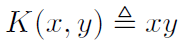 K(x, y) ≜ xy